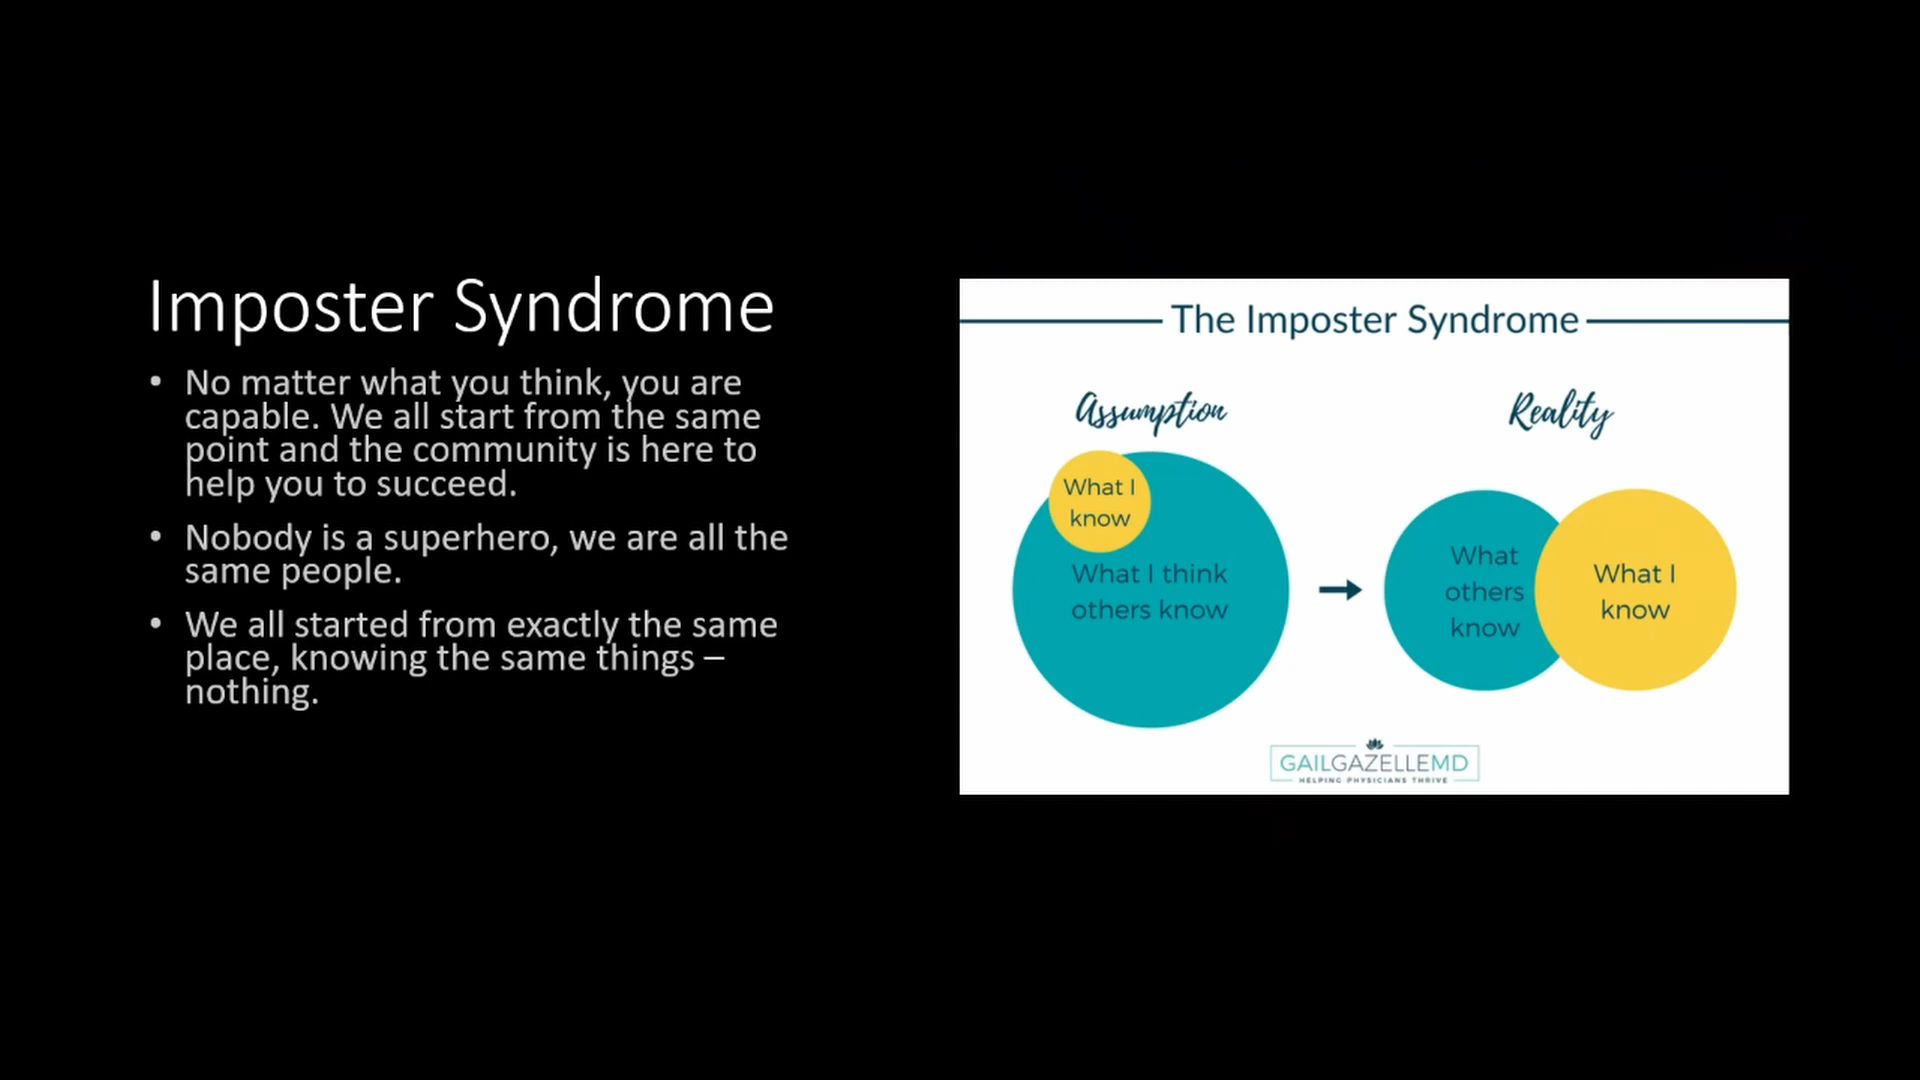 Imposter Syndrome
• No matter what you think, you are
capable. We all start from the same
point and the community is here to
help you to succeed.
• Nobody is a superhero, we are all the
same people.
• We all started from exactly the same
place, knowing the same things –
nothing.
The Imposter Syndrome
Assumption
What I
know
What I think
others know
Reality
What
others
know
What I
know
GAILGAZELLEMD
HELPING PHYSICIANS THRIVE